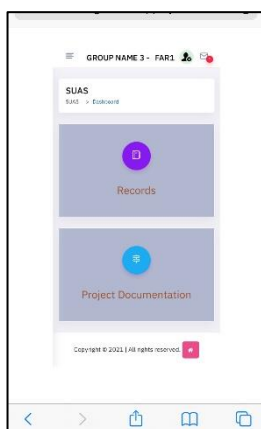 GROUP NAME 3 - FAR1
SUAS
SUAS > Dashboard
Records
Project Documentation
Copyright © 2021 | All rights reserved.